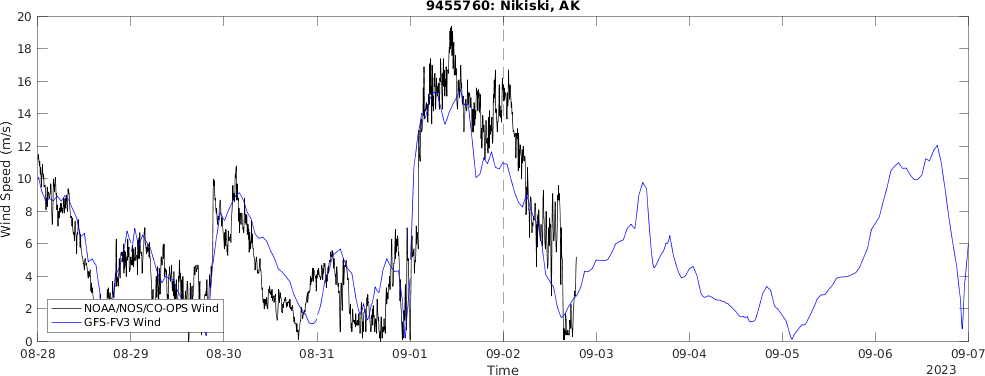 9455760: Nikiski, AK
Wind Speed (m/s)
20
18
16
14
12
10
8
6
4
2
0
NOAA/NOS/CO-OPS Wind
GFS-FV3 Wind
08-28 08-29 08-30 08-31 09-01 09-02 09-03 09-04 09-05 09-06 09-07
Time
2023